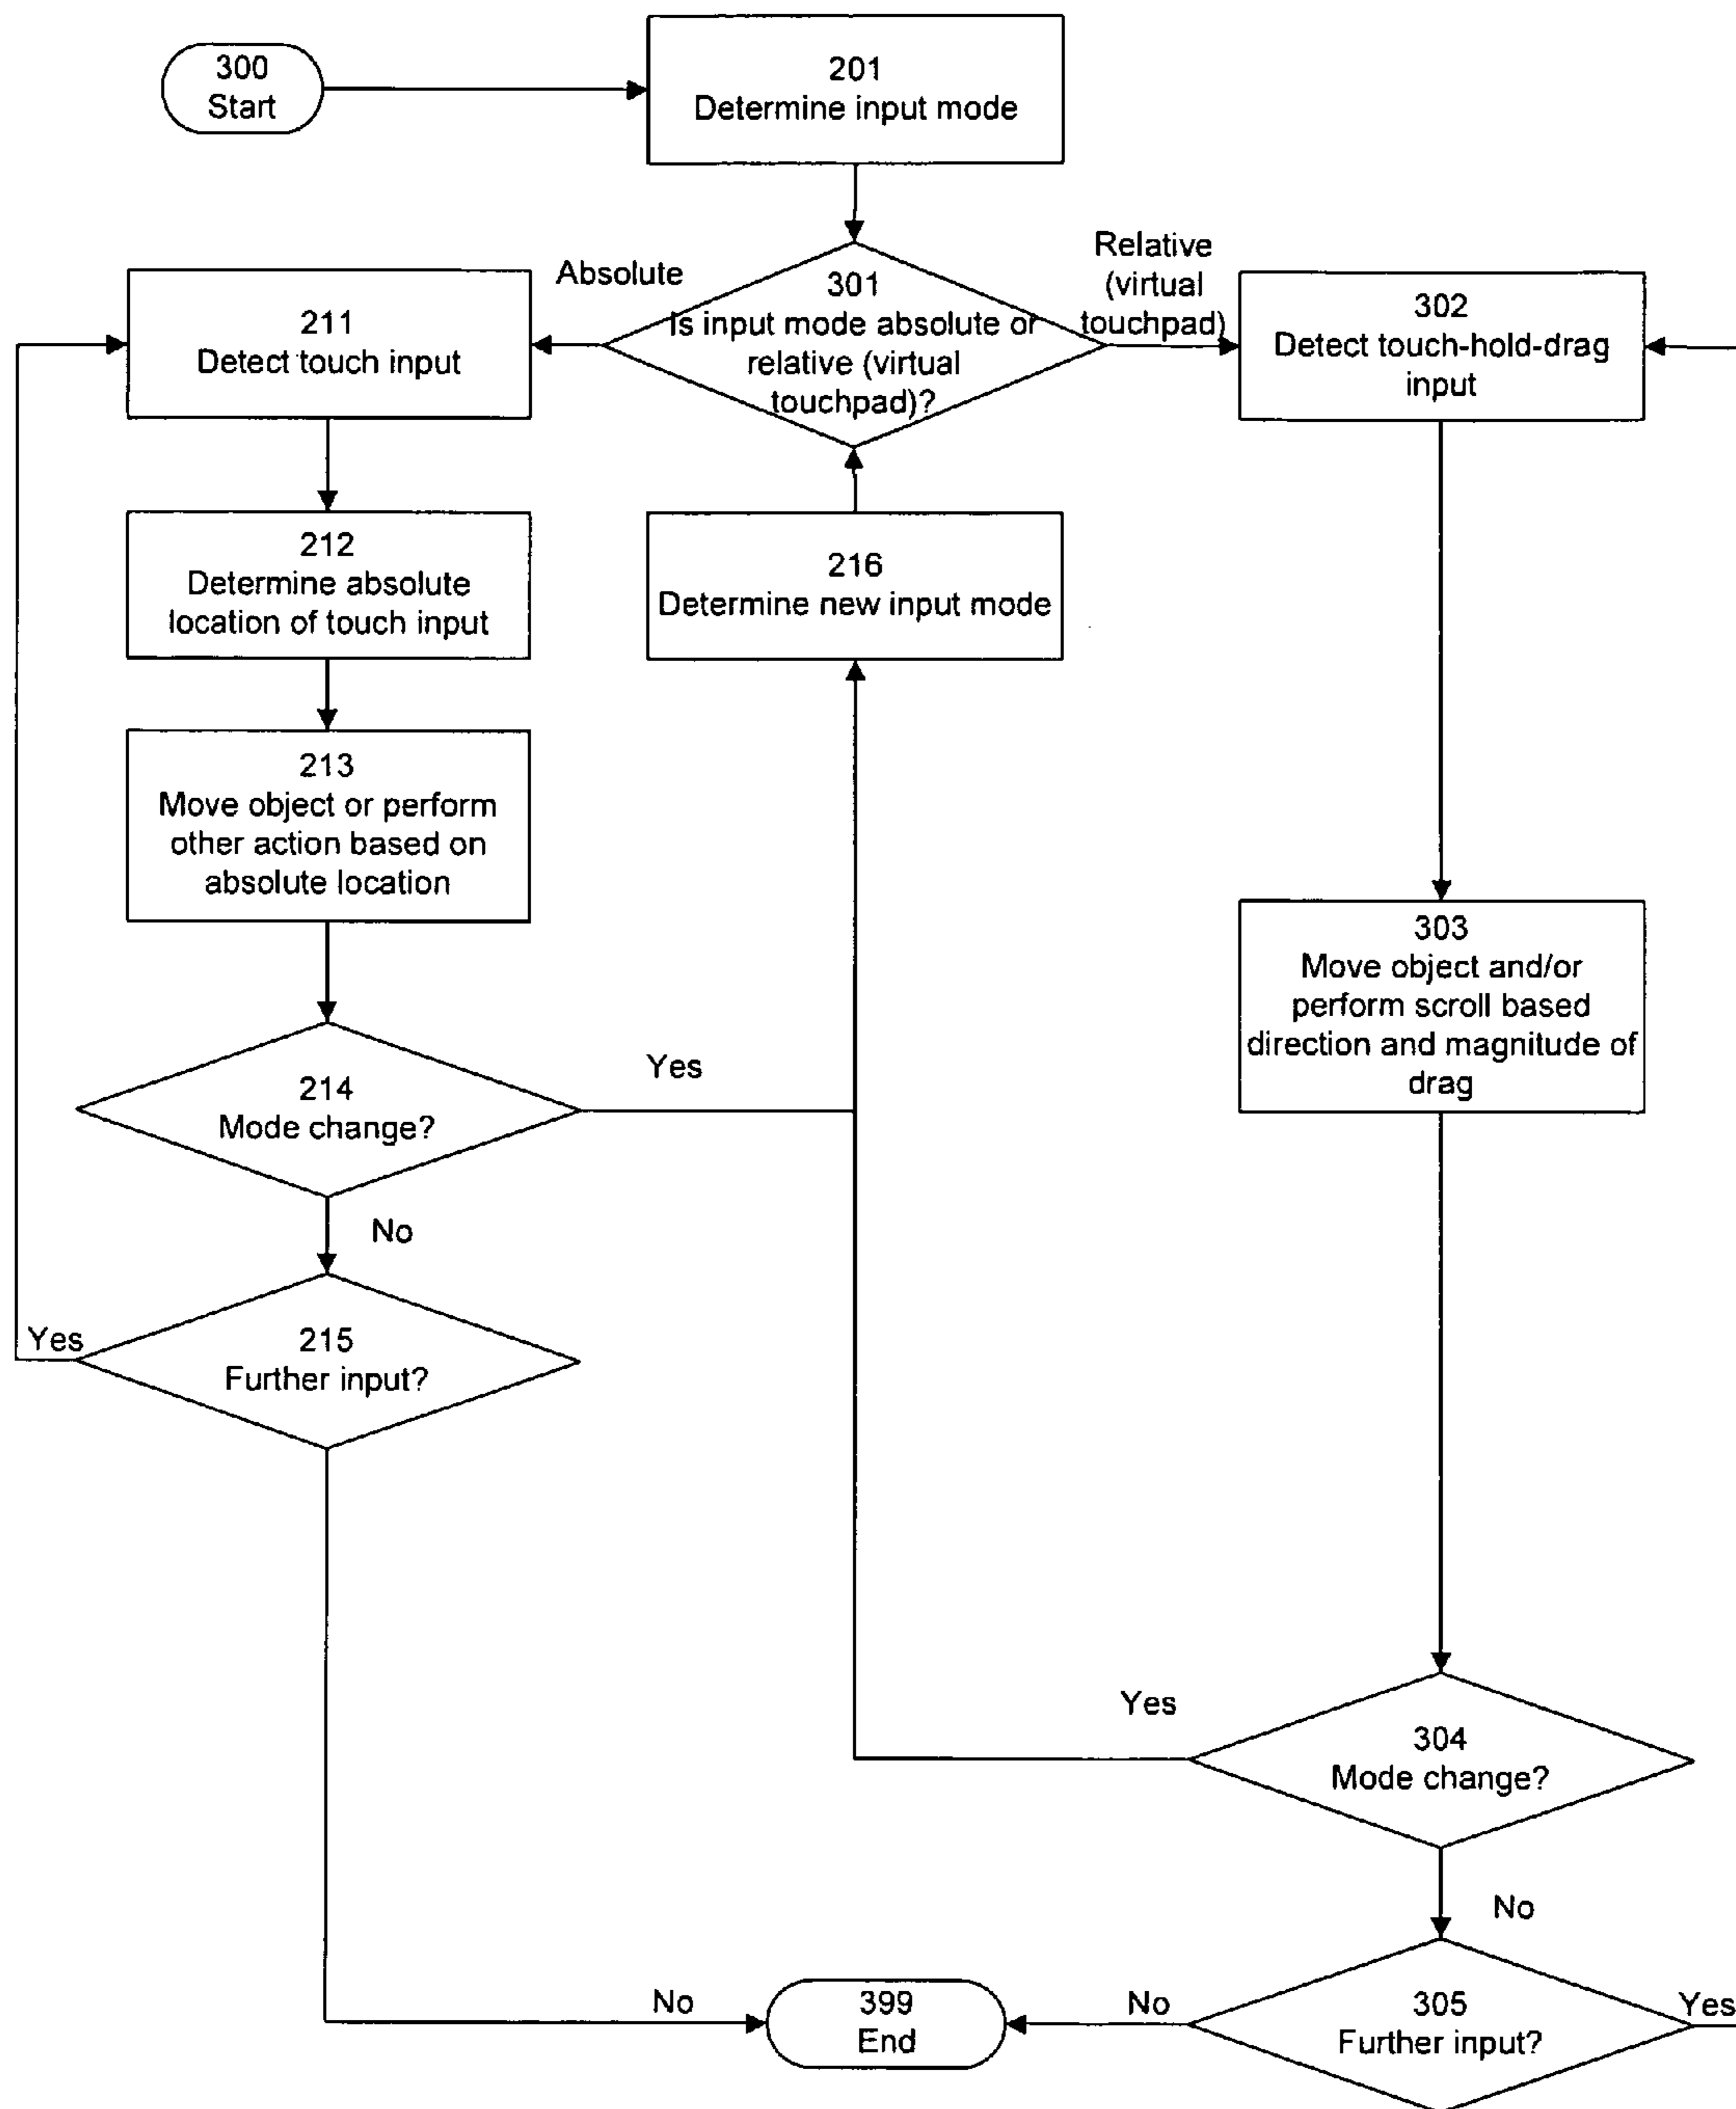 300
Start
201
Determine input mode
Absolute
301
Is input mode absolute or
relative (virtual
touchpad)?
Relative
(virtual
touchpad)
211
Detect touch input
302
Detect touch-hold-drag
input
212
Determine absolute
location of touch input
216
Determine new input mode
213
Move object or perform
other action based on
absolute location
303
Move object and/or
perform scroll based
direction and magnitude of
drag
214
Mode change?
Yes
No
215
Further input?
Yes
304
Mode change?
Yes
No
305
Further input?
Yes
No
399
End
No